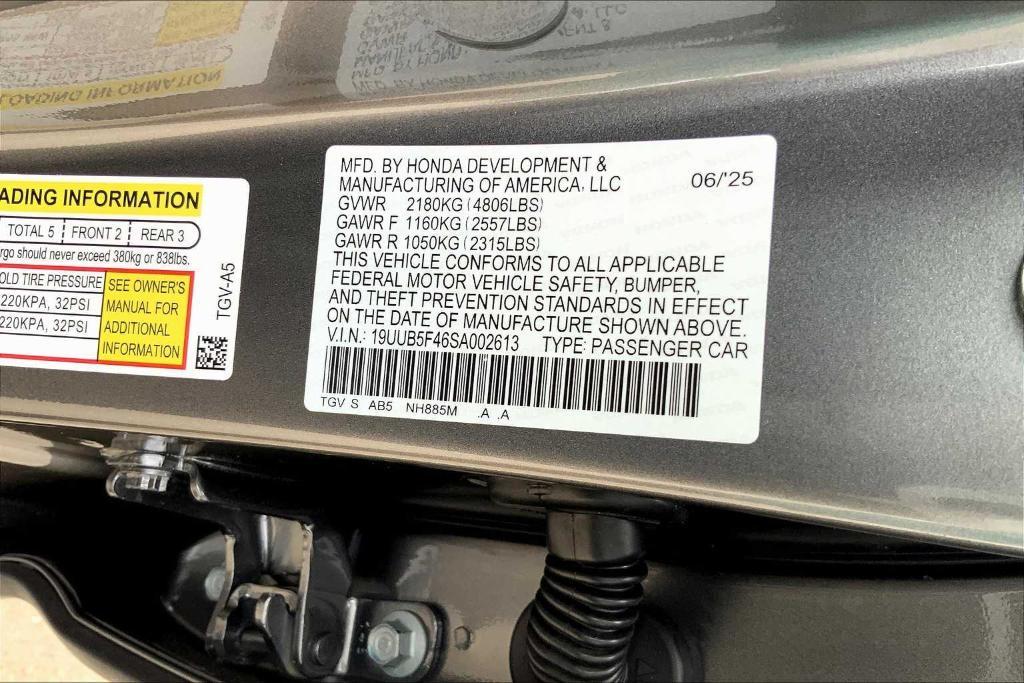 MFD. BY HONDA DEVELOPMENT &
MANUFACTURING OF AMERICA, LLC 06/'25
GVWR 2180KG (4806LBS)
GAWR F 1160KG (2557LBS)
GAWR R 1050KG (2315LBS)
THIS VEHICLE CONFORMS TO ALL APPLICABLE
FEDERAL MOTOR VEHICLE SAFETY, BUMPER,
AND THEFT PREVENTION STANDARDS IN EFFECT
ON THE DATE OF MANUFACTURE SHOWN ABOVE.
V.I.N.: 19UUB5F46SA002613 TYPE: PASSENGER CAR
TGV S AB5 NH885M .A .A
ADING INFORMATION
TOTAL 5 FRONT 2 REAR 3
rgo should never exceed 380kg or 838lbs.
OLD TIRE PRESSURE
220KPA, 32PSI
220KPA, 32PSI
SEE OWNER'S
MANUAL FOR
ADDITIONAL
INFORMATION
TGV-A5